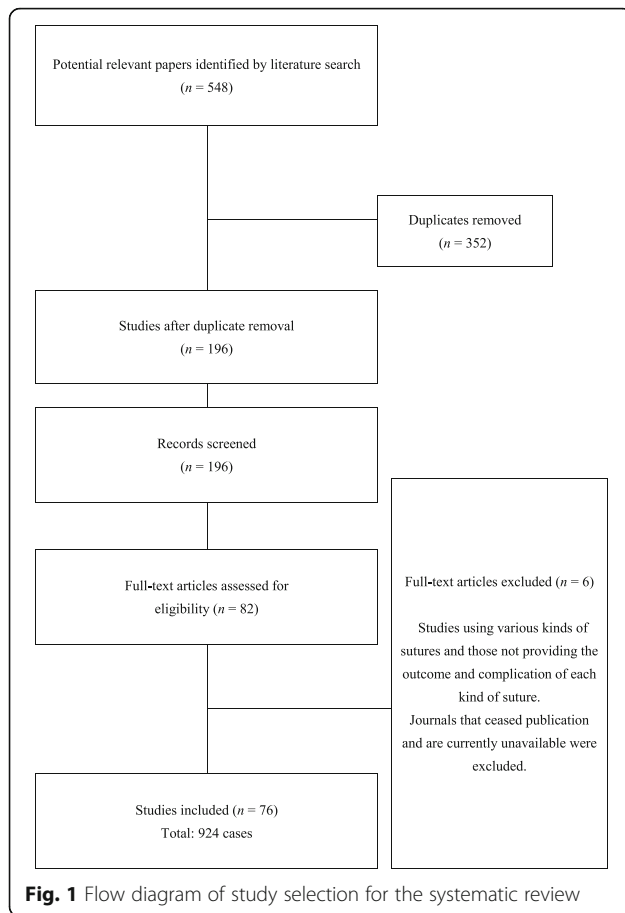 Potential relevant papers identified by literature search
(n = 548)
Duplicates removed
(n = 352)
Studies after duplicate removal
(n = 196)
Records screened
(n = 196)
Full-text articles assessed for
eligibility (n = 82)
Full-text articles excluded (n = 6)
Studies using various kinds of
sutures and those not providing the
outcome and complication of each
kind of suture.
Journals that ceased publication
and are currently unavailable were
excluded.
Studies included (n = 76)
Total: 924 cases
Fig. 1 Flow diagram of study selection for the systematic review